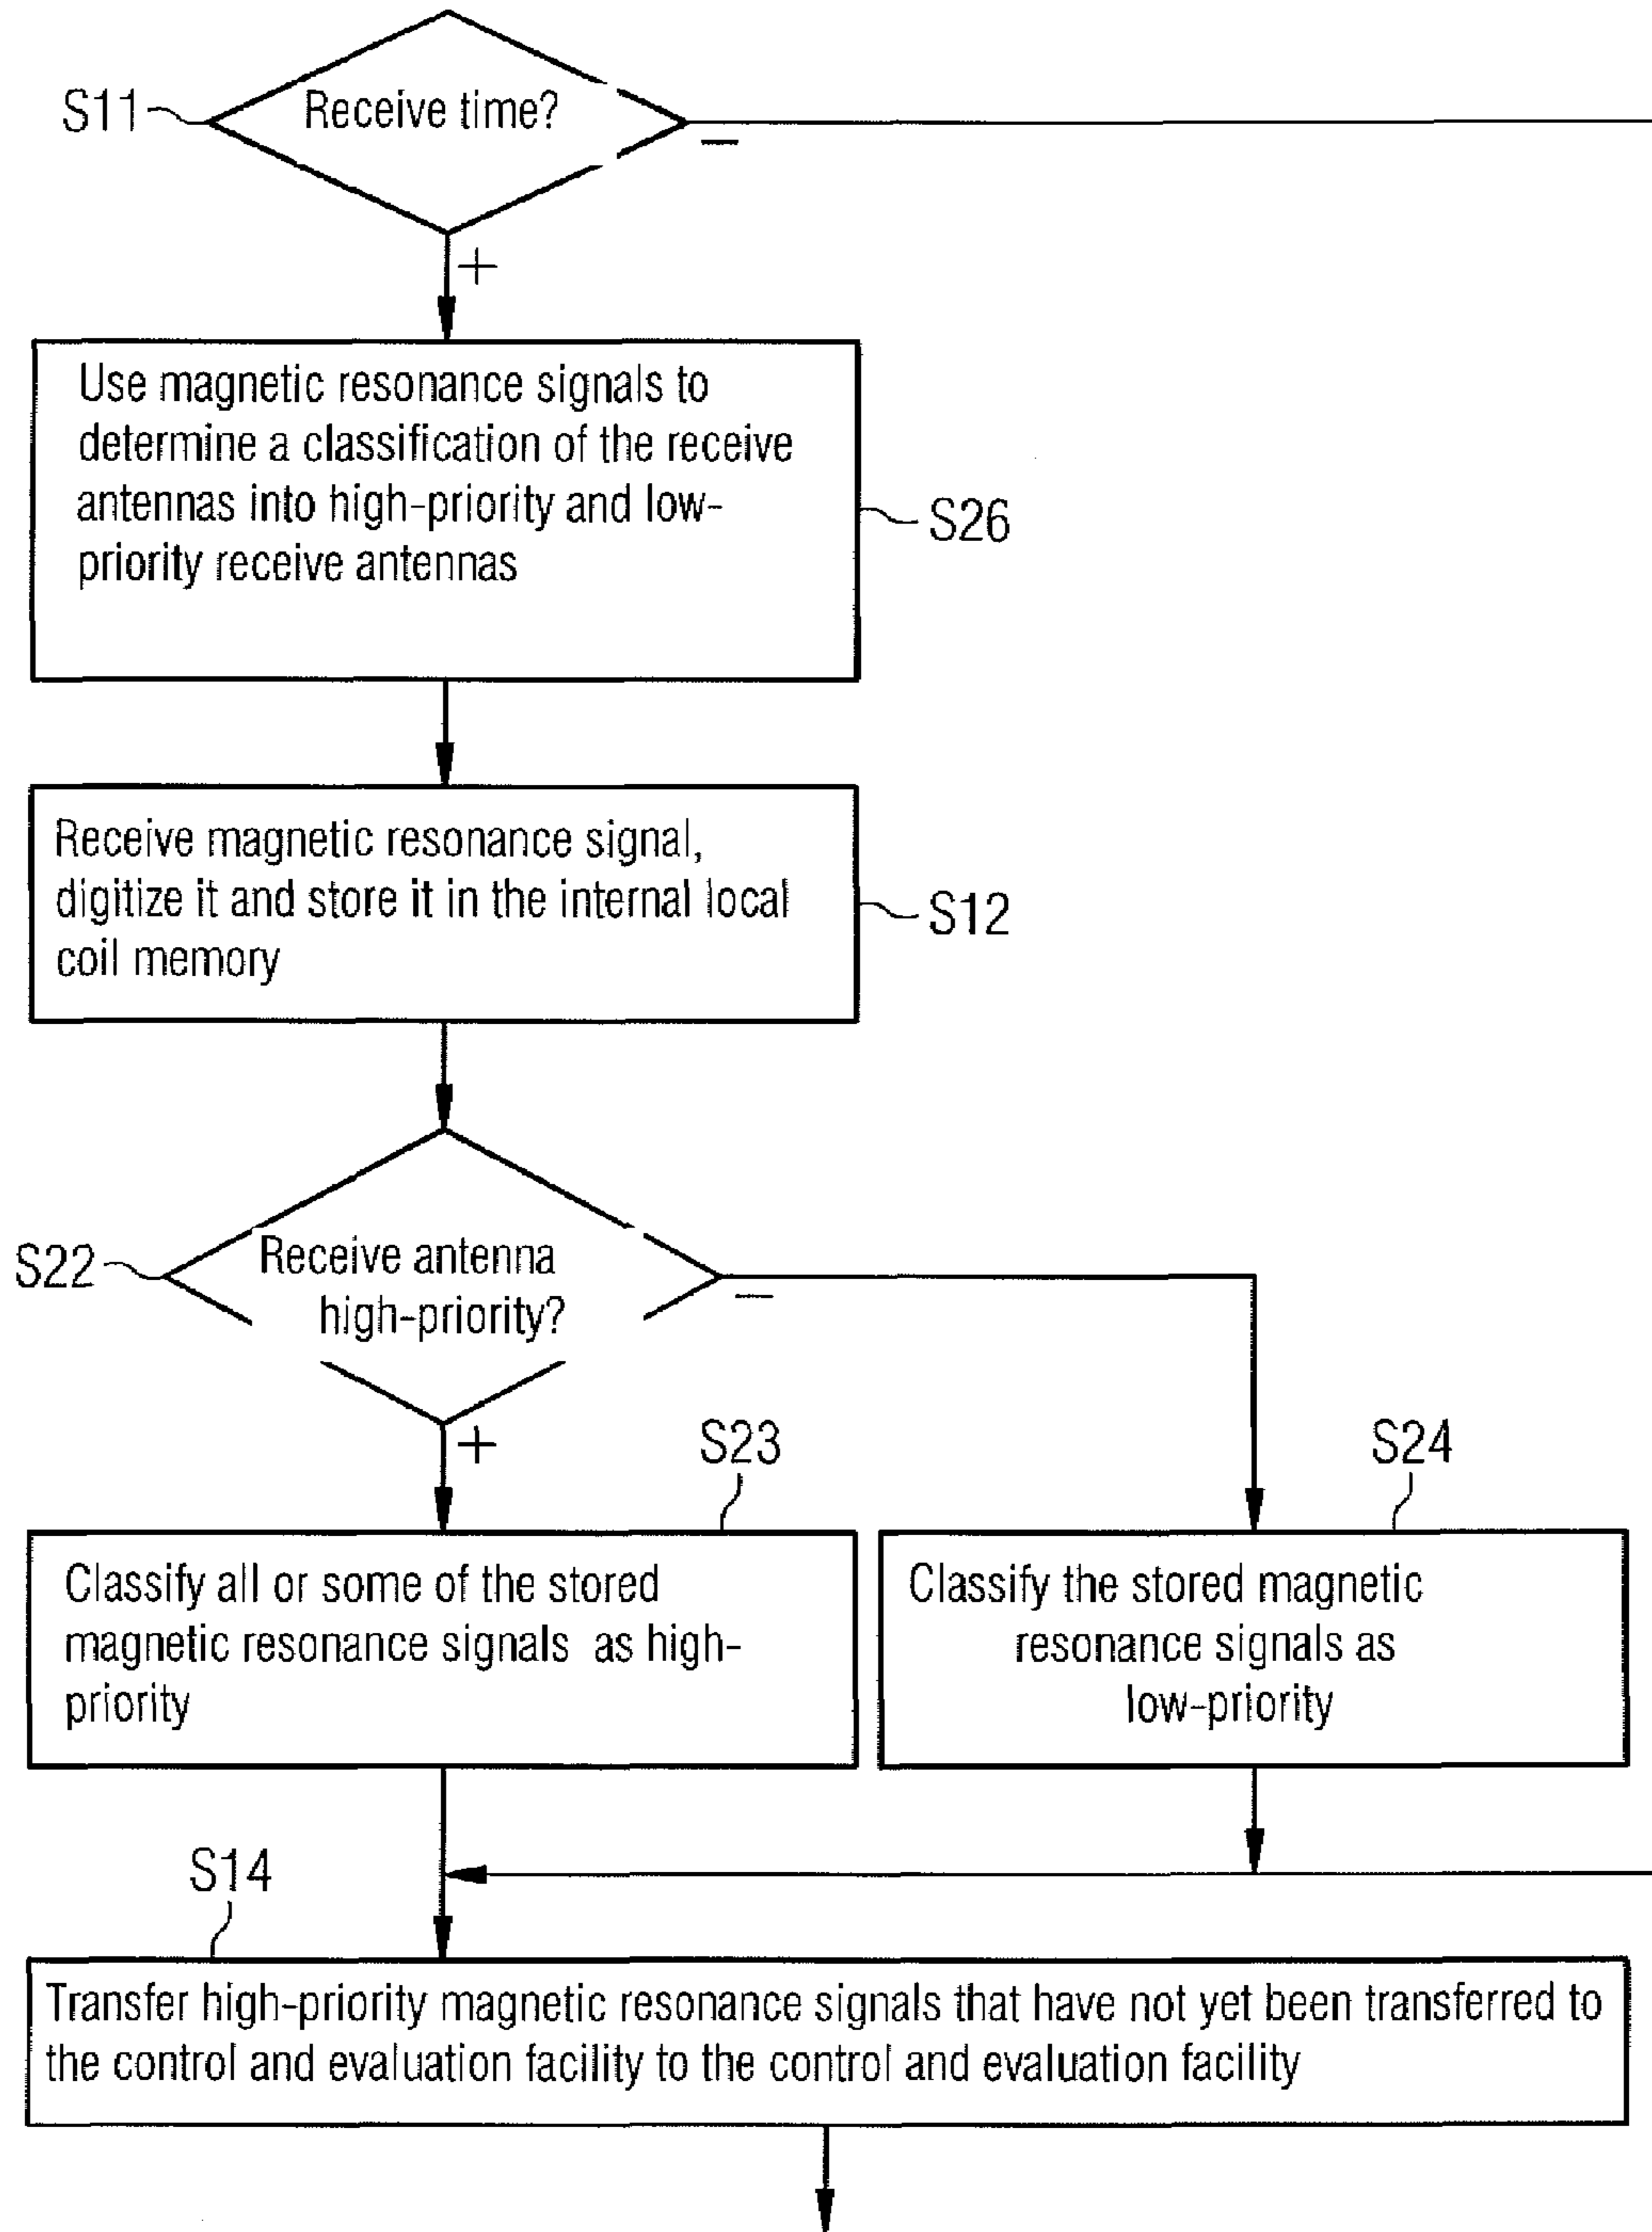 S11
Receive time?
−
+
Use magnetic resonance signals to
determine a classification of the receive
antennas into high-priority and low-
priority receive antennas
S26
Receive magnetic resonance signal,
digitize it and store it in the internal local
coil memory
S12
S22
Receive antenna
high-priority?
−
+
S23
S24
Classify all or some of the stored
magnetic resonance signals as high-
priority
Classify the stored magnetic
resonance signals as
low-priority
S14
Transfer high-priority magnetic resonance signals that have not yet been transferred to
the control and evaluation facility to the control and evaluation facility